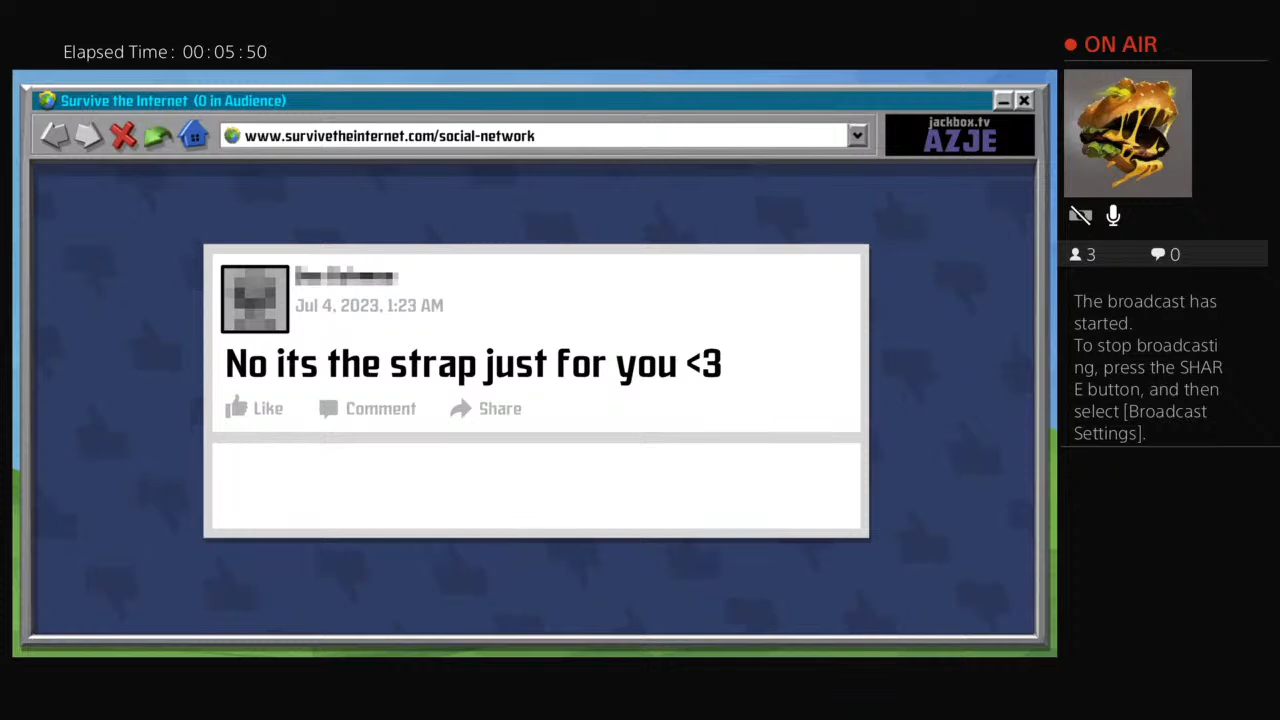 Elapsed Time: 00:05:50
ON AIR
Survive the Internet (0 in Audience)
www.survivetheinternet.com/social-network
jackbox.tv
AZJE
Jul 4, 2023, 1:23 AM
No its the strap just for you <3
Like
Comment
Share
3
0
The broadcast has
started.
To stop broadcasti
ng, press the SHAR
E button, and then
select [Broadcast
Settings].